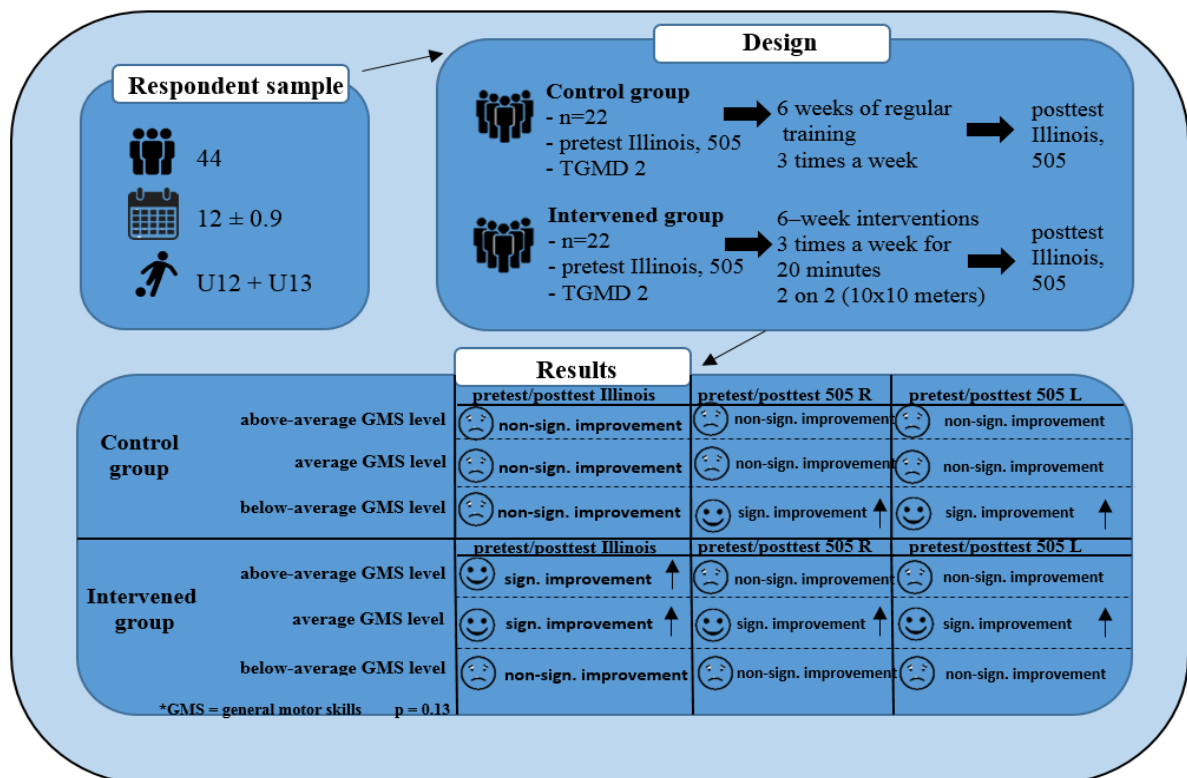 Respondent sample
44
12 ± 0.9
U12 + U13
Design
Control group
- n=22
- pretest Illinois, 505
- TGMD 2
6 weeks of regular
training
3 times a week
posttest
Illinois,
505
Intervened group
- n=22
- pretest Illinois, 505
- TGMD 2
6–week interventions
3 times a week for
20 minutes
2 on 2 (10x10 meters)
posttest
Illinois,
505
Results
pretest/posttest Illinois pretest/posttest 505 R pretest/posttest 505 L
Control
group
above-average GMS level non-sign. improvement non-sign. improvement non-sign. improvement
average GMS level non-sign. improvement non-sign. improvement non-sign. improvement
below-average GMS level non-sign. improvement sign. improvement sign. improvement
pretest/posttest Illinois pretest/posttest 505 R pretest/posttest 505 L
Intervened
group
above-average GMS level sign. improvement non-sign. improvement non-sign. improvement
average GMS level sign. improvement sign. improvement sign. improvement
below-average GMS level non-sign. improvement non-sign. improvement non-sign. improvement
*GMS = general motor skills p = 0.13